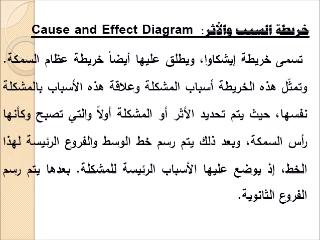 خريطة السبب والأثر: Cause and Effect Diagram
تسمى خريطة إيشكاوا، ويطلق عليها أيضاً خريطة عظام السمكة.
وتمثَّل هذه الخريطة أسباب المشكلة وعلاقة هذه الأسباب بالمشكلة
نفسها، حيث يتم تحديد الأثر أو المشكلة أولاً والتي تصبح وكأنها
رأس السمكة، وبعد ذلك يتم رسم خط الوسط والفروع الرئيسة لهذا
الخط، إذ يوضع عليها الأسباب الرئيسة للمشكلة. بعدها يتم رسم
الفروع الثانوية.